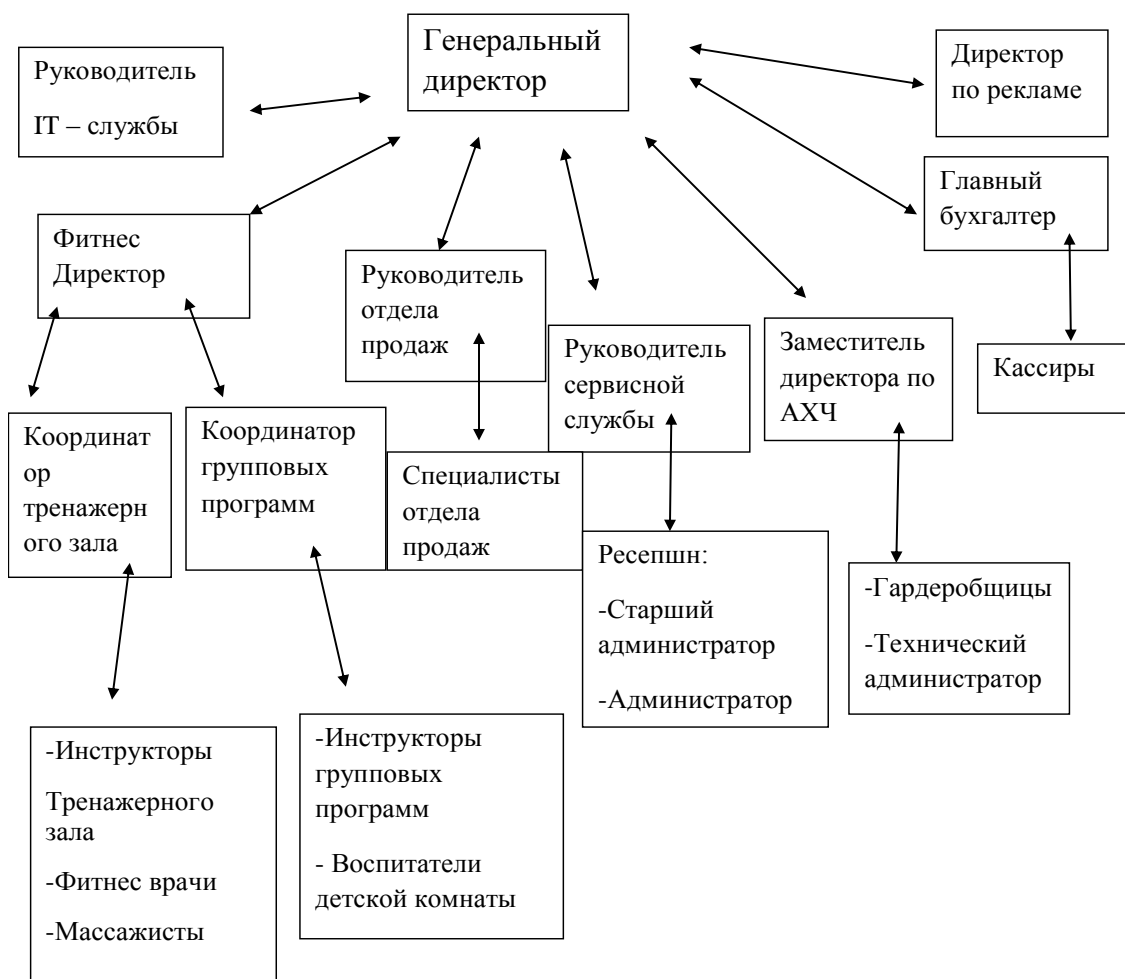 Генеральный
директор
Руководитель
IT – службы
Директор
по рекламе
Главный
бухгалтер
Фитнес
Директор
Руководитель
отдела
продаж
Руководитель
сервисной
службы
Заместитель
директора по
АХЧ
Кассиры
Координат
ор
тренажерн
ого зала
Координатор
групповых
программ
Специалисты
отдела
продаж
Ресепшн:
-Старший
администратор
-Администратор
-Гардеробщицы
-Технический
администратор
-Инструкторы
Тренажерного
зала
-Фитнес врачи
-Массажисты
-Инструкторы
групповых
программ
- Воспитатели
детской комнаты